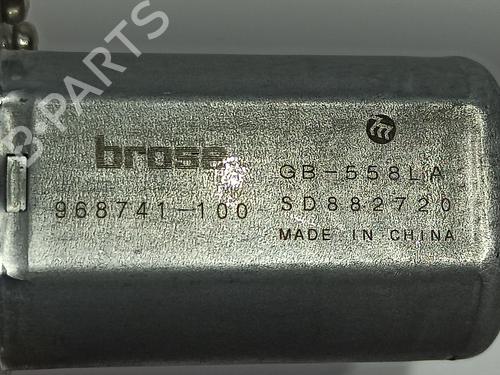 brose
968741-100
GB-558LA
SD882720
MADE IN CHINA
B-PARTS